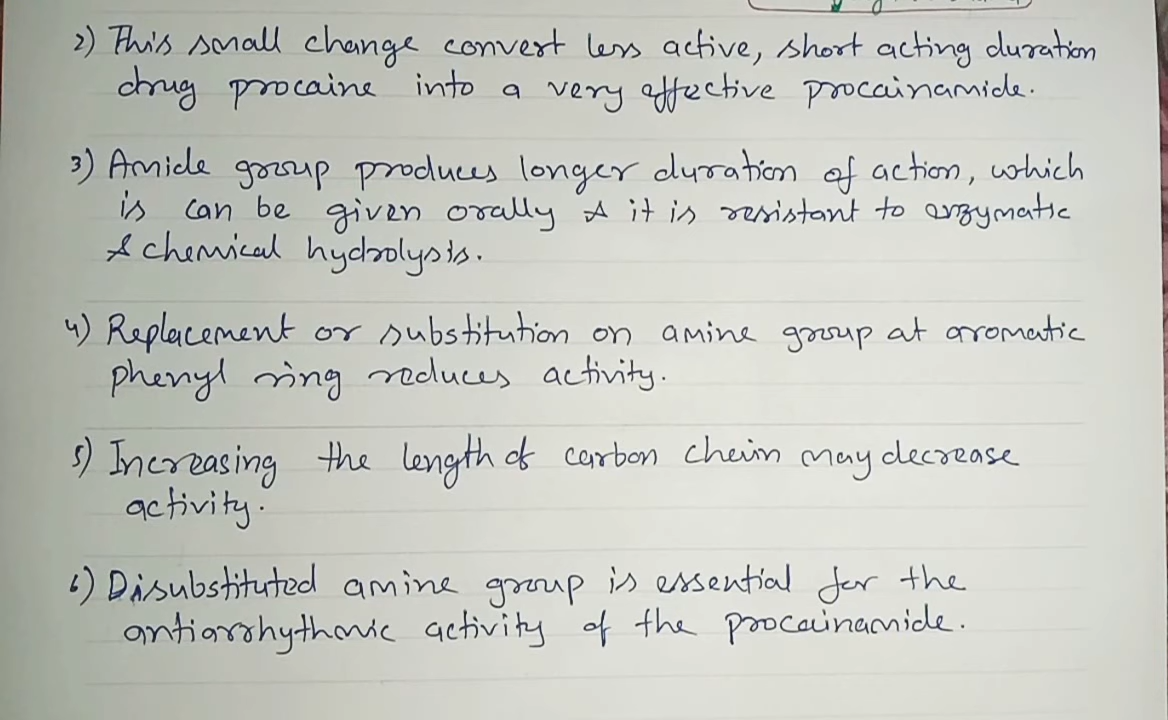 2) This small change convert less active, short acting duration
drug procaine into a very effective procainamide.
3) Amide group produces longer duration of action, which
is can be given orally & it is resistant to enzymatic
& chemical hydrolysis.
4) Replacement or substitution on amine group at aromatic
phenyl ring reduces activity.
5) Increasing the length of carbon chain may decrease
activity.
6) Disubstituted amine group is essential for the
antiarrhythmic activity of the procainamide.